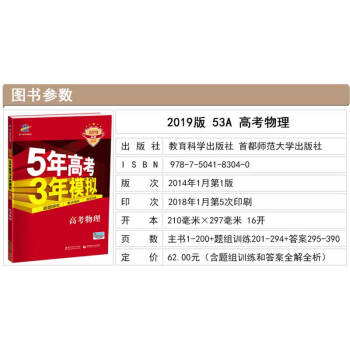 图书参数
2019版 53A 高考物理
出 版 社 教育科学出版社 首都师范大学出版社
I S B N 978-7-5041-8304-0
版 次 2014年1月第1版
印 次 2018年1月第5次印刷
开 本 210毫米×297毫米 16开
页 数 主书1-200+题组训练201-294+答案295-390
定 价 62.00元（含题组训练和答案全解全析）
5年高考
3年模拟
高考物理